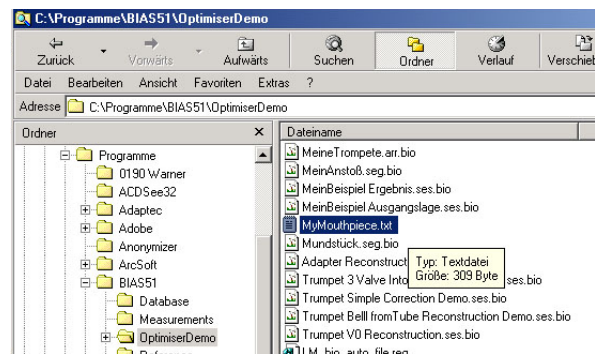 C:\Programme\BIAS51\OptimiserDemo
Zurück Vorwärts Aufwärts Suchen Ordner Verlauf
Datei Bearbeiten Ansicht Favoriten Extras ?
Adresse C:\Programme\BIAS51\OptimiserDemo
Ordner
Programme
0190 Warner
ACDSee32
Adaptec
Adobe
Anonymizer
ArcSoft
BIAS51
Database
Measurements
OptimiserDemo
Dateiname
MeineTrompete.arr.bio
MeinAnstoß.seg.bio
MeinBeispiel Ergebnis.ses.bio
MeinBeispiel Ausgangslage.ses.bio
MyMouthpiece.txt
Mundstück.seg.bio
Adapter Reconstruct
Trumpet 3 Valve Into ses.bio
Trumpet Simple Correction Demo.ses.bio
Trumpet Belll fromTube Reconstruction Demo.ses.bio
Trumpet V0 Reconstruction.ses.bio
Typ: Textdatei
Größe: 309 Byte